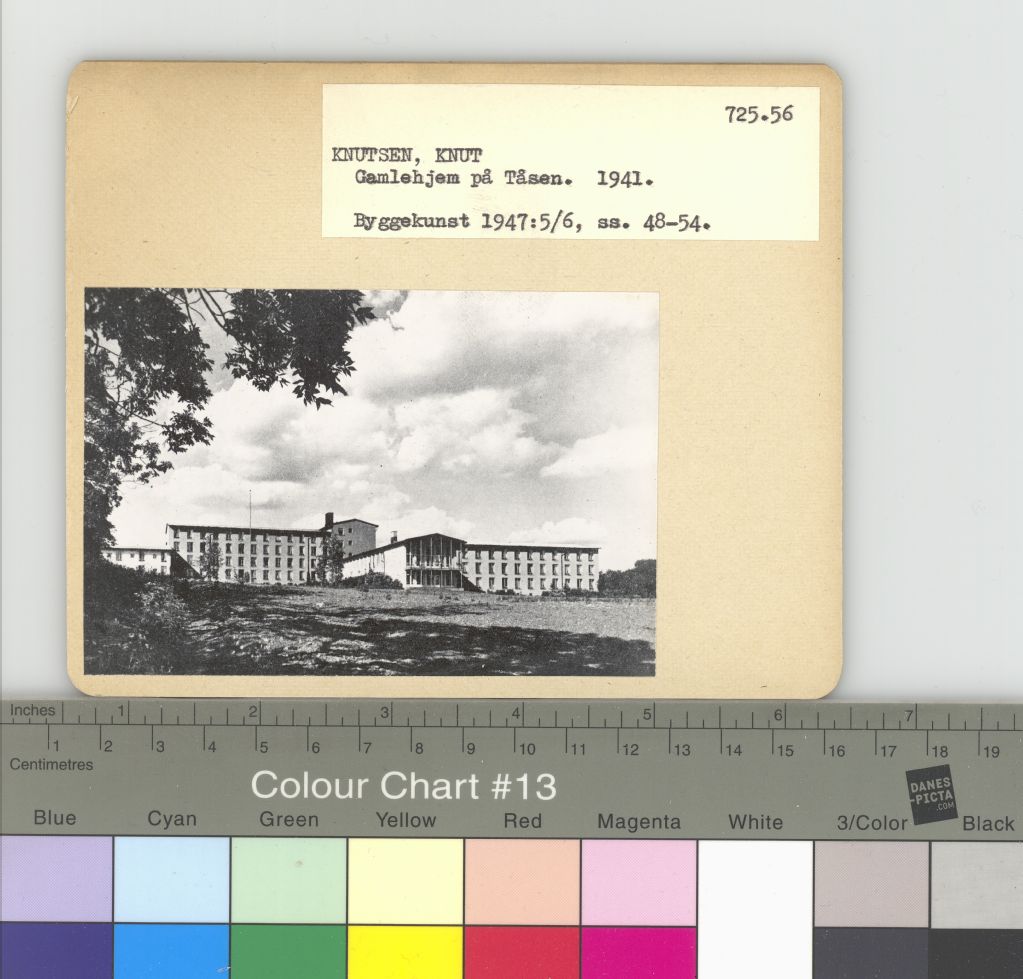 725.56
KNUTSEN, KNUT
Gamlehjem på Tåsen. 1941.
Byggekunst 1947:5/6, ss. 48-54.
Inches 1 2 3 4 5 6 7
1 2 3 4 5 6 7 8 9 10 11 12 13 14 15 16 17 18 19
Centimetres
Colour Chart #13
DANES
-PICTA
.COM
Blue Cyan Green Yellow Red Magenta White 3/Color Black